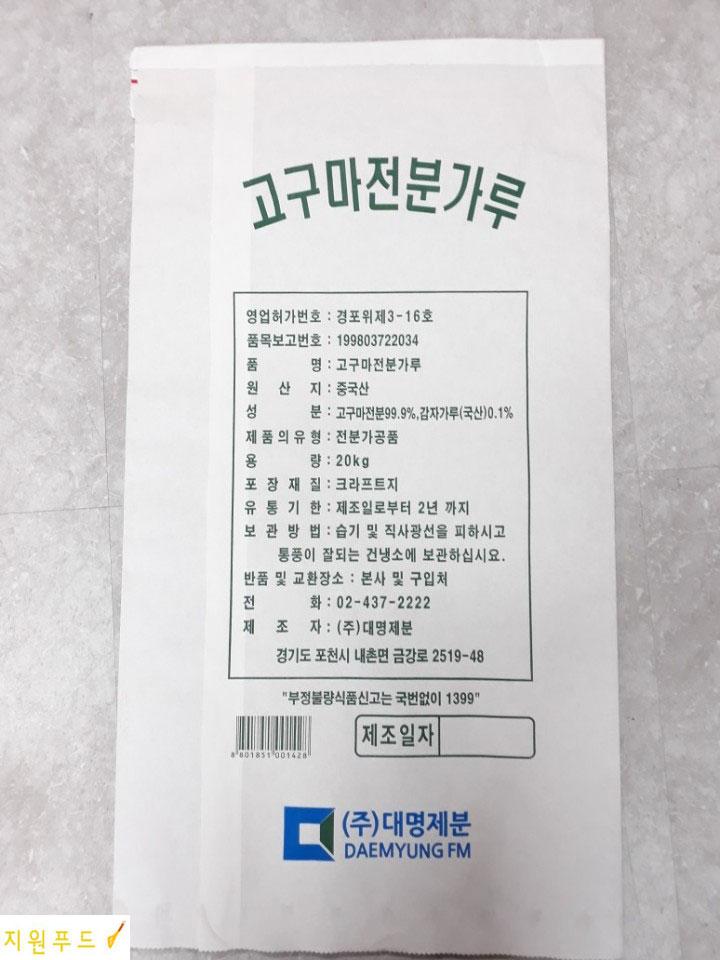 고구마전분가루
영업허가번호 : 경포위제3-16호
품목보고번호 : 199803722034
품 명 : 고구마전분가루
원 산 지 : 중국산
성 분 : 고구마전분99.9%,감자가루(국산)0.1%
제품의유형 : 전분가공품
용 량 : 20kg
포 장 재 질 : 크라프트지
유 통 기 한 : 제조일로부터 2년 까지
보 관 방 법 : 습기 및 직사광선을 피하시고
통풍이 잘되는 건냉소에 보관하십시요.
반품 및 교환장소 : 본사 및 구입처
전 화 : 02-437-2222
제 조 자 : (주)대명제분
경기도 포천시 내촌면 금강로 2519-48
"부정불량식품신고는 국번없이 1399"
8 801851 001428
제조일자
(주)대명제분
DAEMYUNG FM
지원푸드